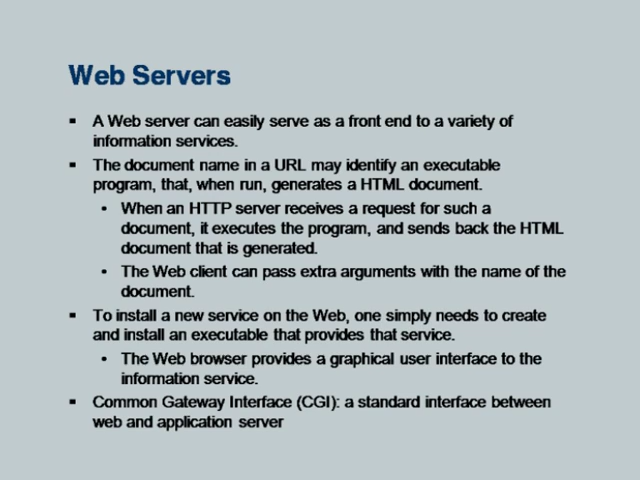 Web Servers
▪ A Web server can easily serve as a front end to a variety of
information services.
▪ The document name in a URL may identify an executable
program, that, when run, generates a HTML document.
• When an HTTP server receives a request for such a
document, it executes the program, and sends back the HTML
document that is generated.
• The Web client can pass extra arguments with the name of the
document.
▪ To install a new service on the Web, one simply needs to create
and install an executable that provides that service.
• The Web browser provides a graphical user interface to the
information service.
▪ Common Gateway Interface (CGI): a standard interface between
web and application server